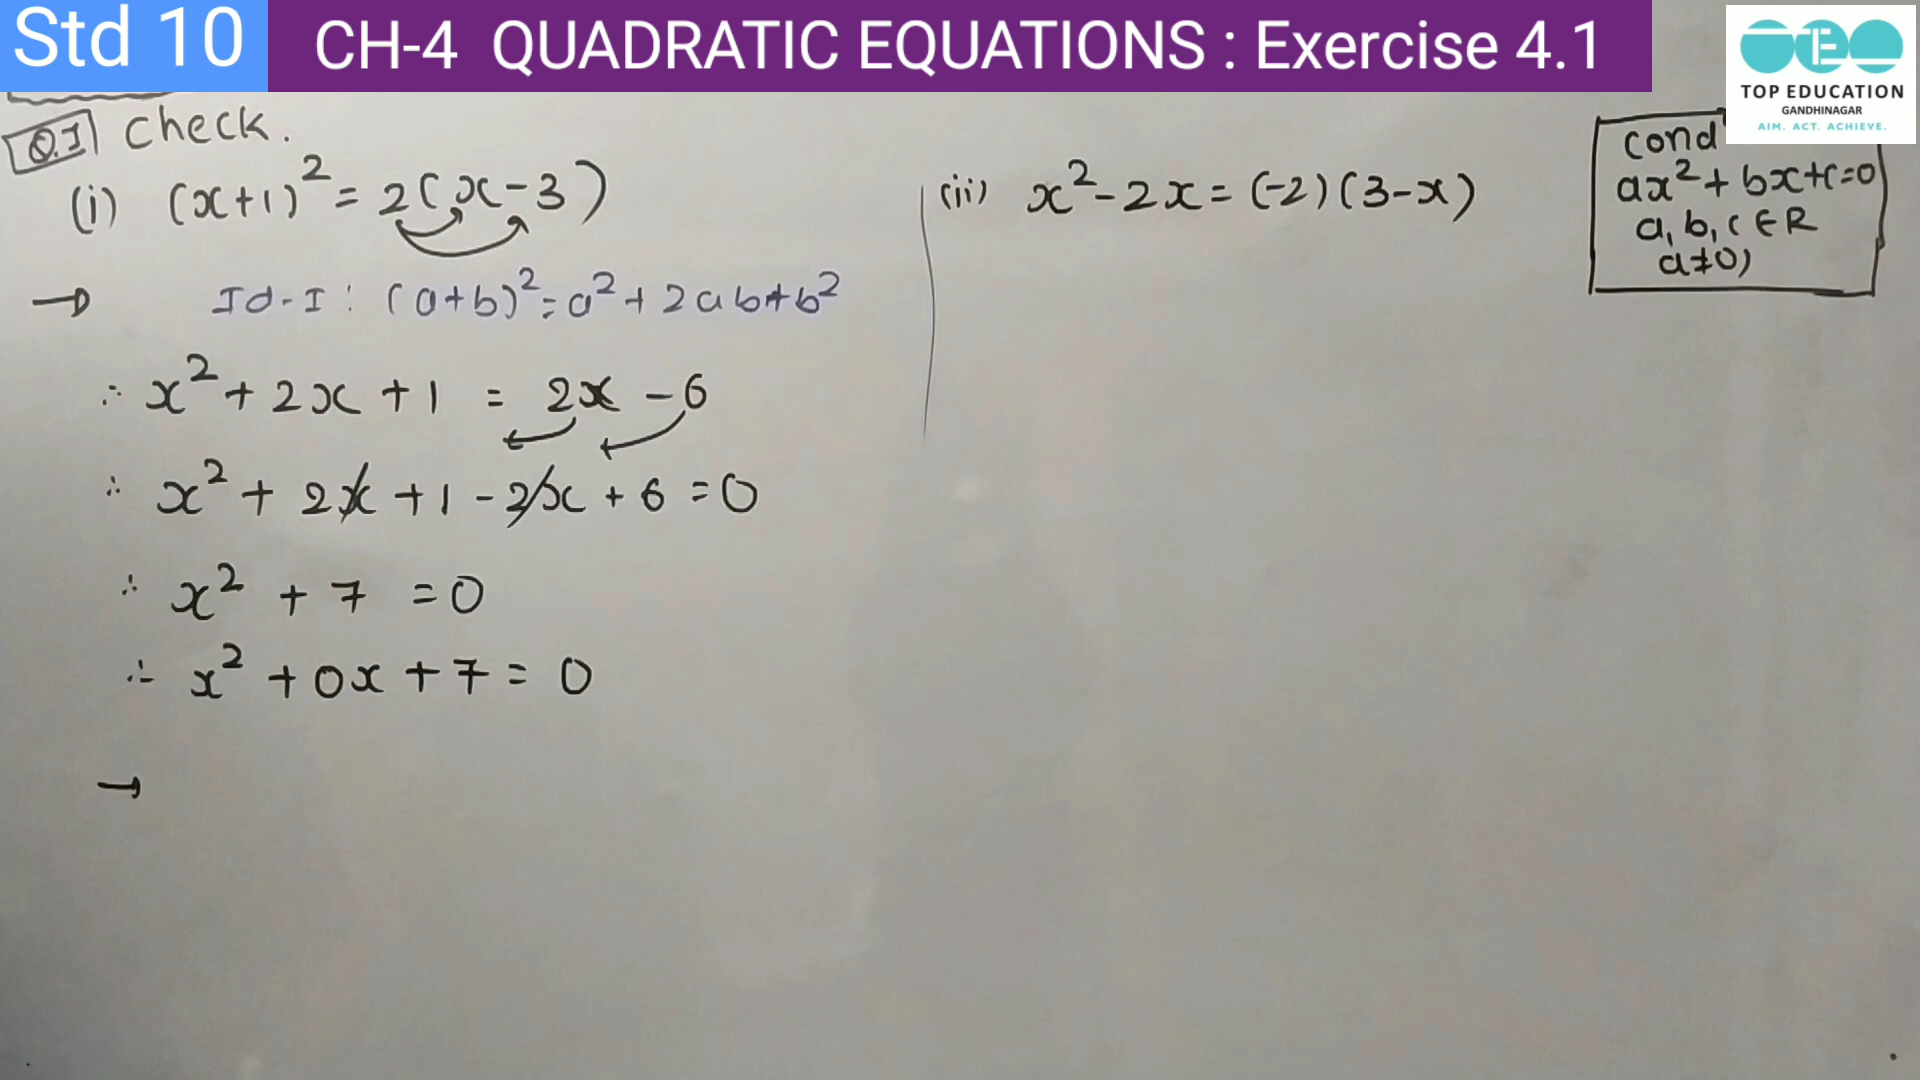 Std 10
CH-4 QUADRATIC EQUATIONS : Exercise 4.1
TOP EDUCATION
GANDHINAGAR
AIM. ACT. ACHIEVE.
Q.1 Check.
(i) (x+1)² = 2(x-3)
→ Id-I : (a+b)² = a² + 2ab + b²
∴ x² + 2x + 1 = 2x - 6
∴ x² + 2x + 1 - 2x + 6 = 0
∴ x² + 7 = 0
∴ x² + 0x + 7 = 0
→
(ii) x² - 2x = (-2)(3-x)
cond
ax² + bx + c = 0
a, b, c ∈ R
a ≠ 0)